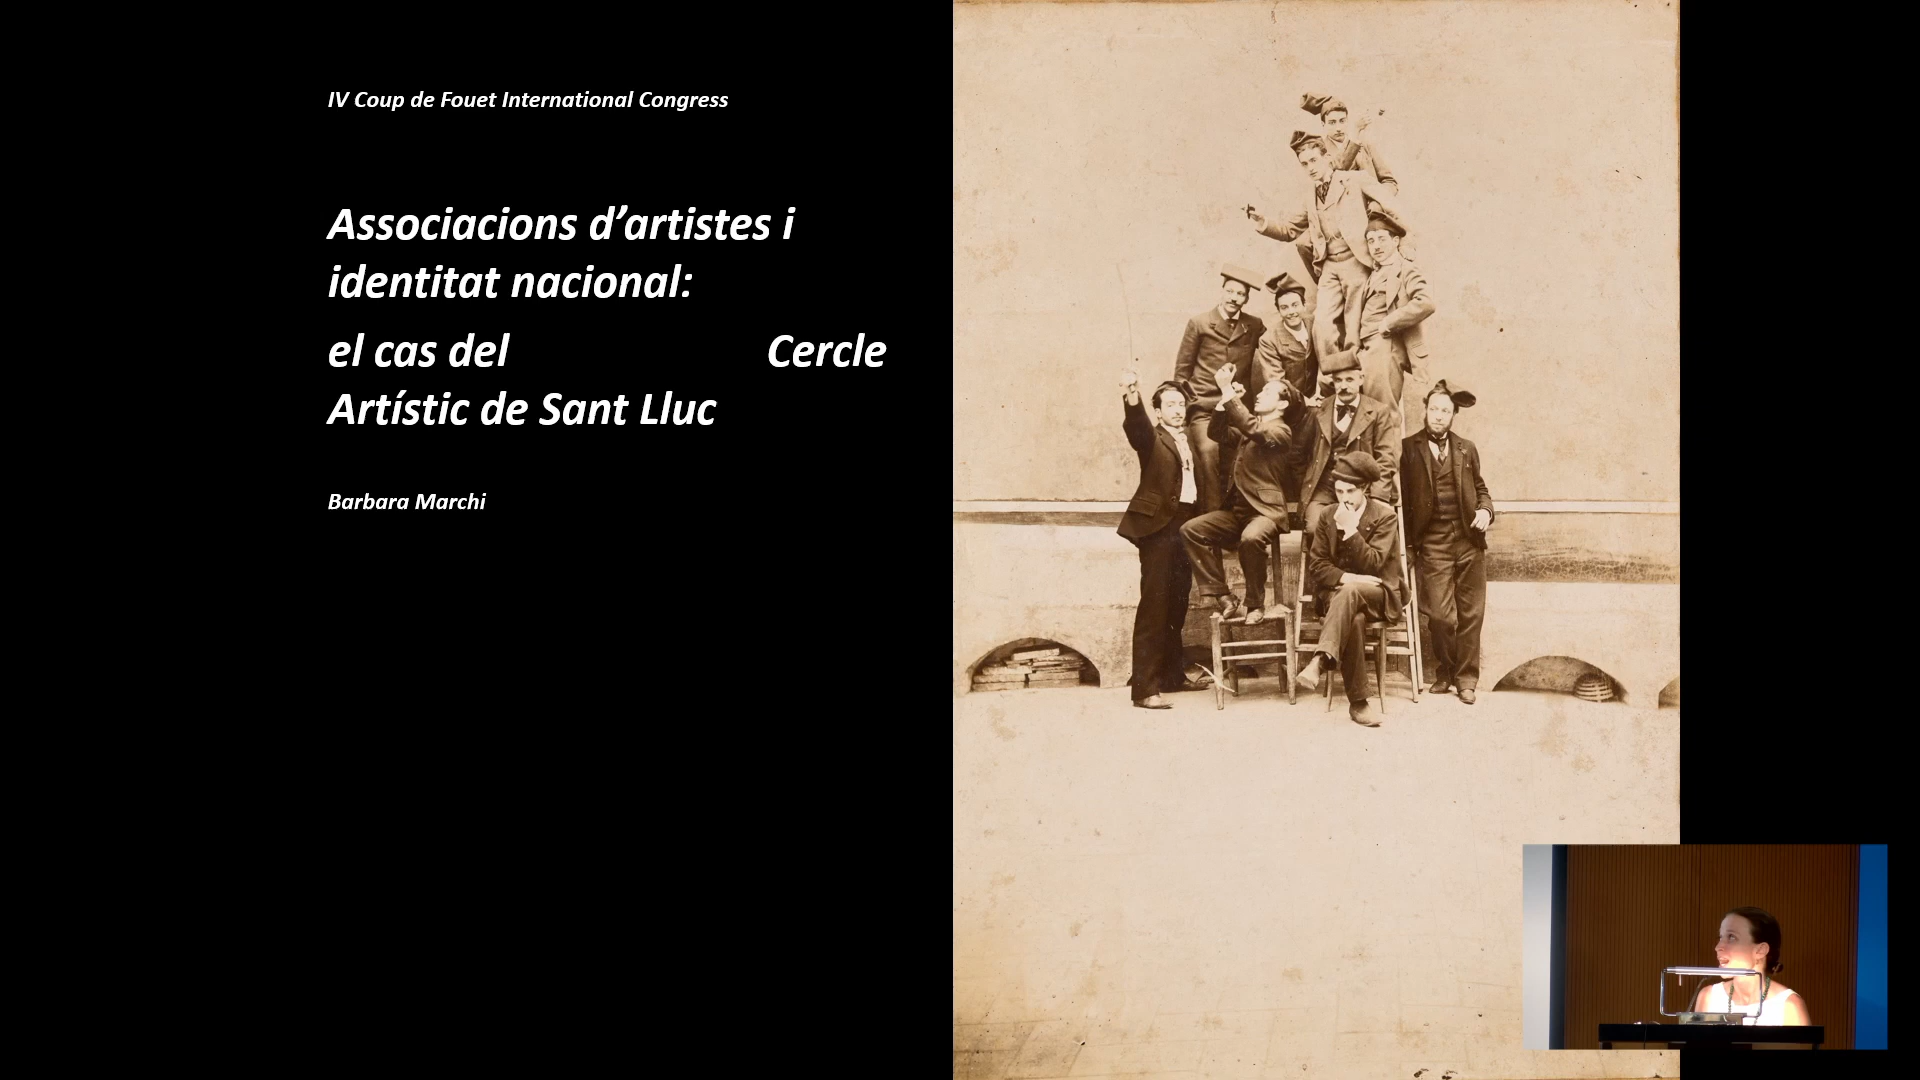 IV Coup de Fouet International Congress
Associacions d’artistes i
identitat nacional:
el cas del Cercle
Artístic de Sant Lluc
Barbara Marchi